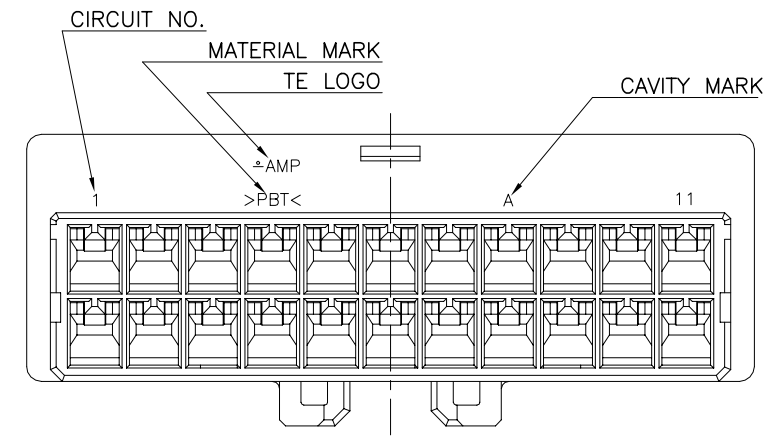 CIRCUIT NO.
MATERIAL MARK
TE LOGO
CAVITY MARK
AMP
1 >PBT< A 11